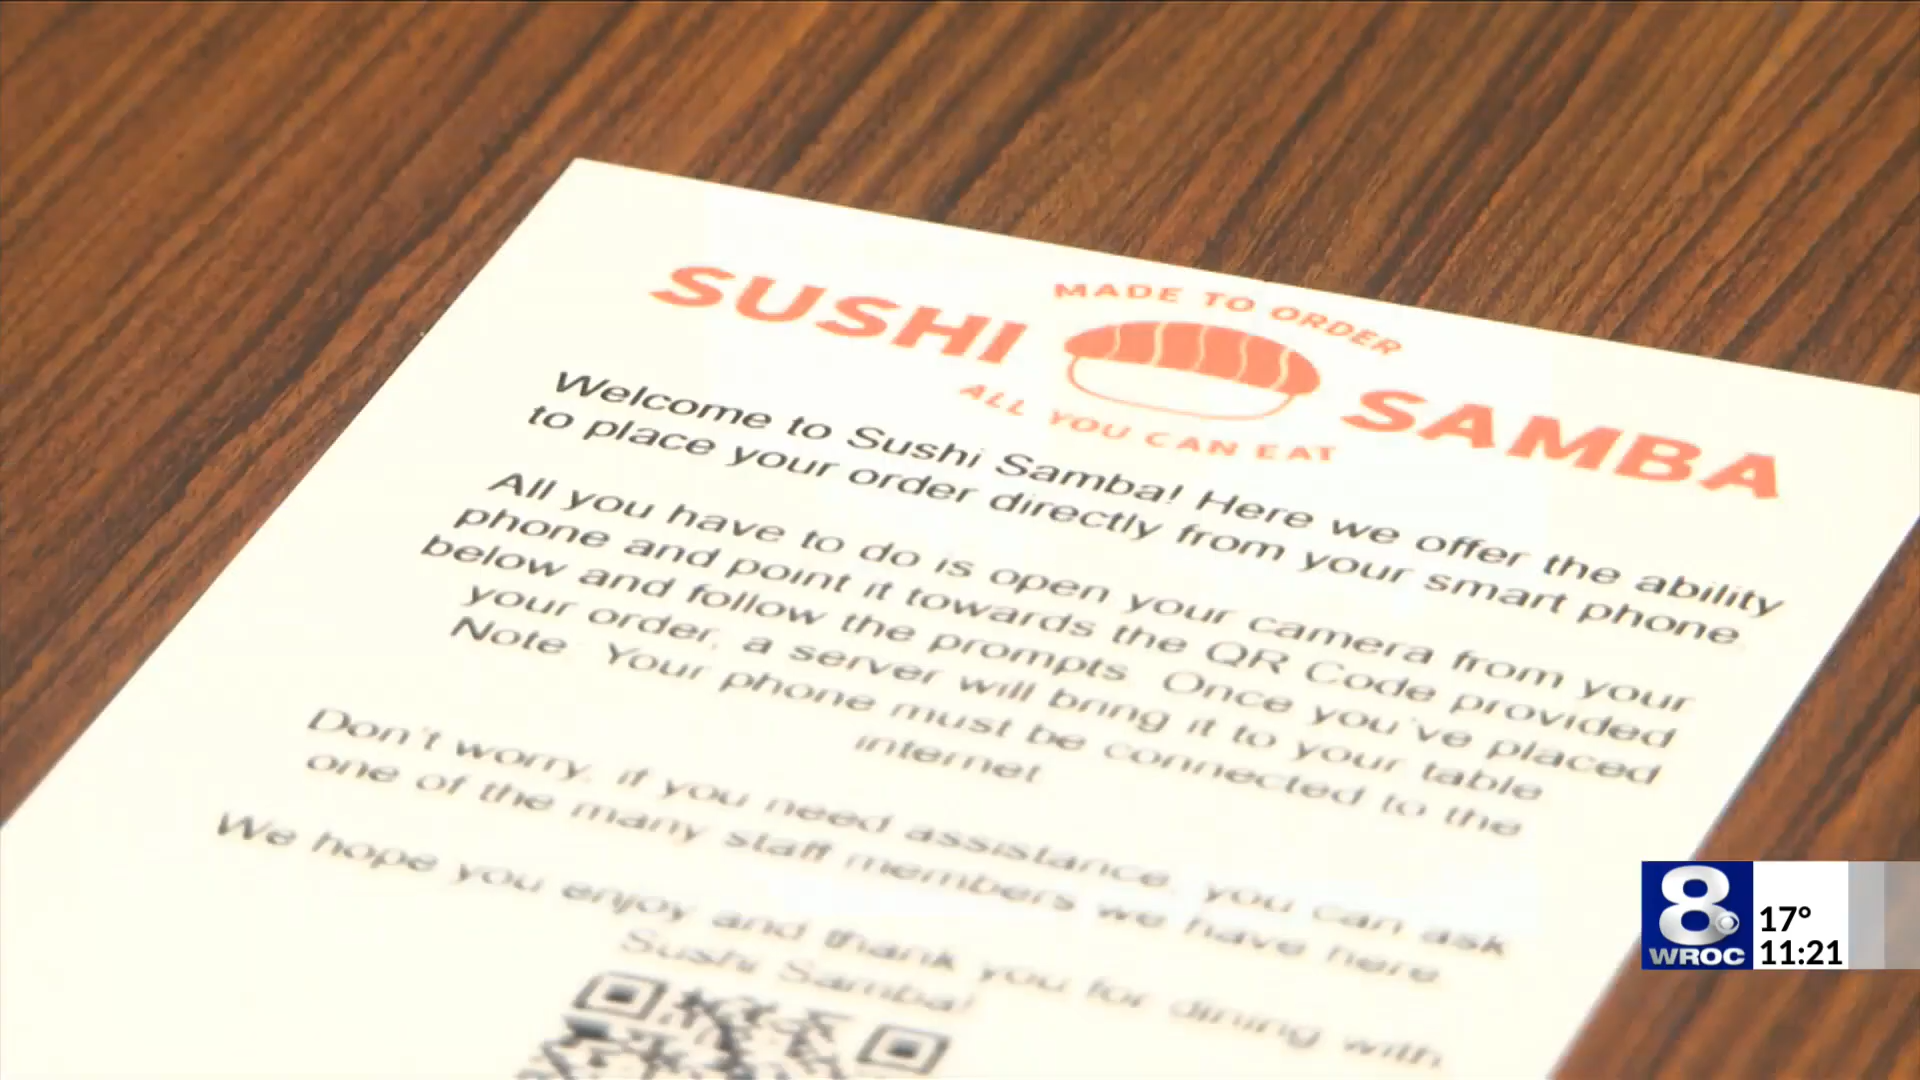 SUSHI SAMBA
MADE TO ORDER
ALL YOU CAN EAT
Welcome to Sushi Samba! Here we offer the ability
to place your order directly from your smart phone.
All you have to do is open your camera from your
phone and point it towards the QR Code provided
below and follow the prompts. Once you've placed
your order, a server will bring it to your table
Note: Your phone must be connected to the
internet
Don't worry, if you need assistance, you can ask
one of the many staff members we have here.
We hope you enjoy and thank you for dining with
Sushi Samba!
8
WROC
17°
11:21